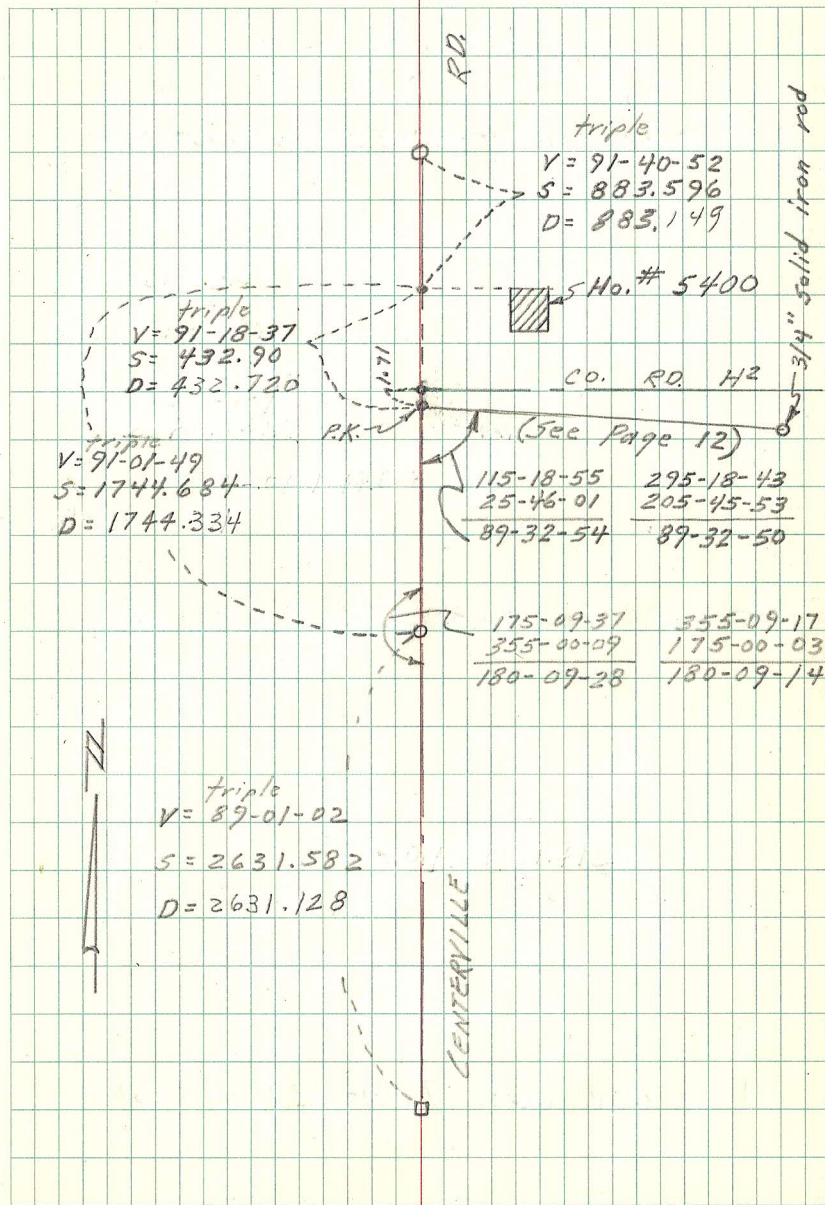 RD.
triple
V = 91-40-52
S = 883.596
D = 883.149
3/4" solid iron rod
Ho. # 5400
triple
V = 91-18-37
S = 432.90
D = 432.720
1.71
CO. RD. H2
P.K.
(See Page 12)
triple
V = 91-01-49
S = 1744.684
D = 1744.334
115-18-55 295-18-43
25-46-01 205-45-53
89-32-54 89-32-50
175-09-37 355-09-17
355-00-09 175-00-03
180-09-28 180-09-14
N
triple
V = 89-01-02
S = 2631.582
D = 2631.128
CENTERVILLE